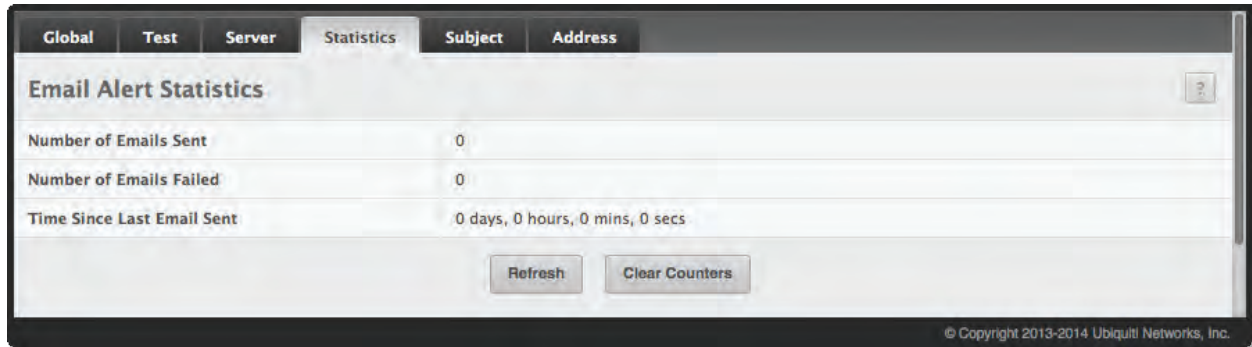 Global Test Server Statistics Subject Address
Email Alert Statistics
?
Number of Emails Sent 0
Number of Emails Failed 0
Time Since Last Email Sent 0 days, 0 hours, 0 mins, 0 secs
Refresh Clear Counters
© Copyright 2013-2014 Ubiquiti Networks, Inc.